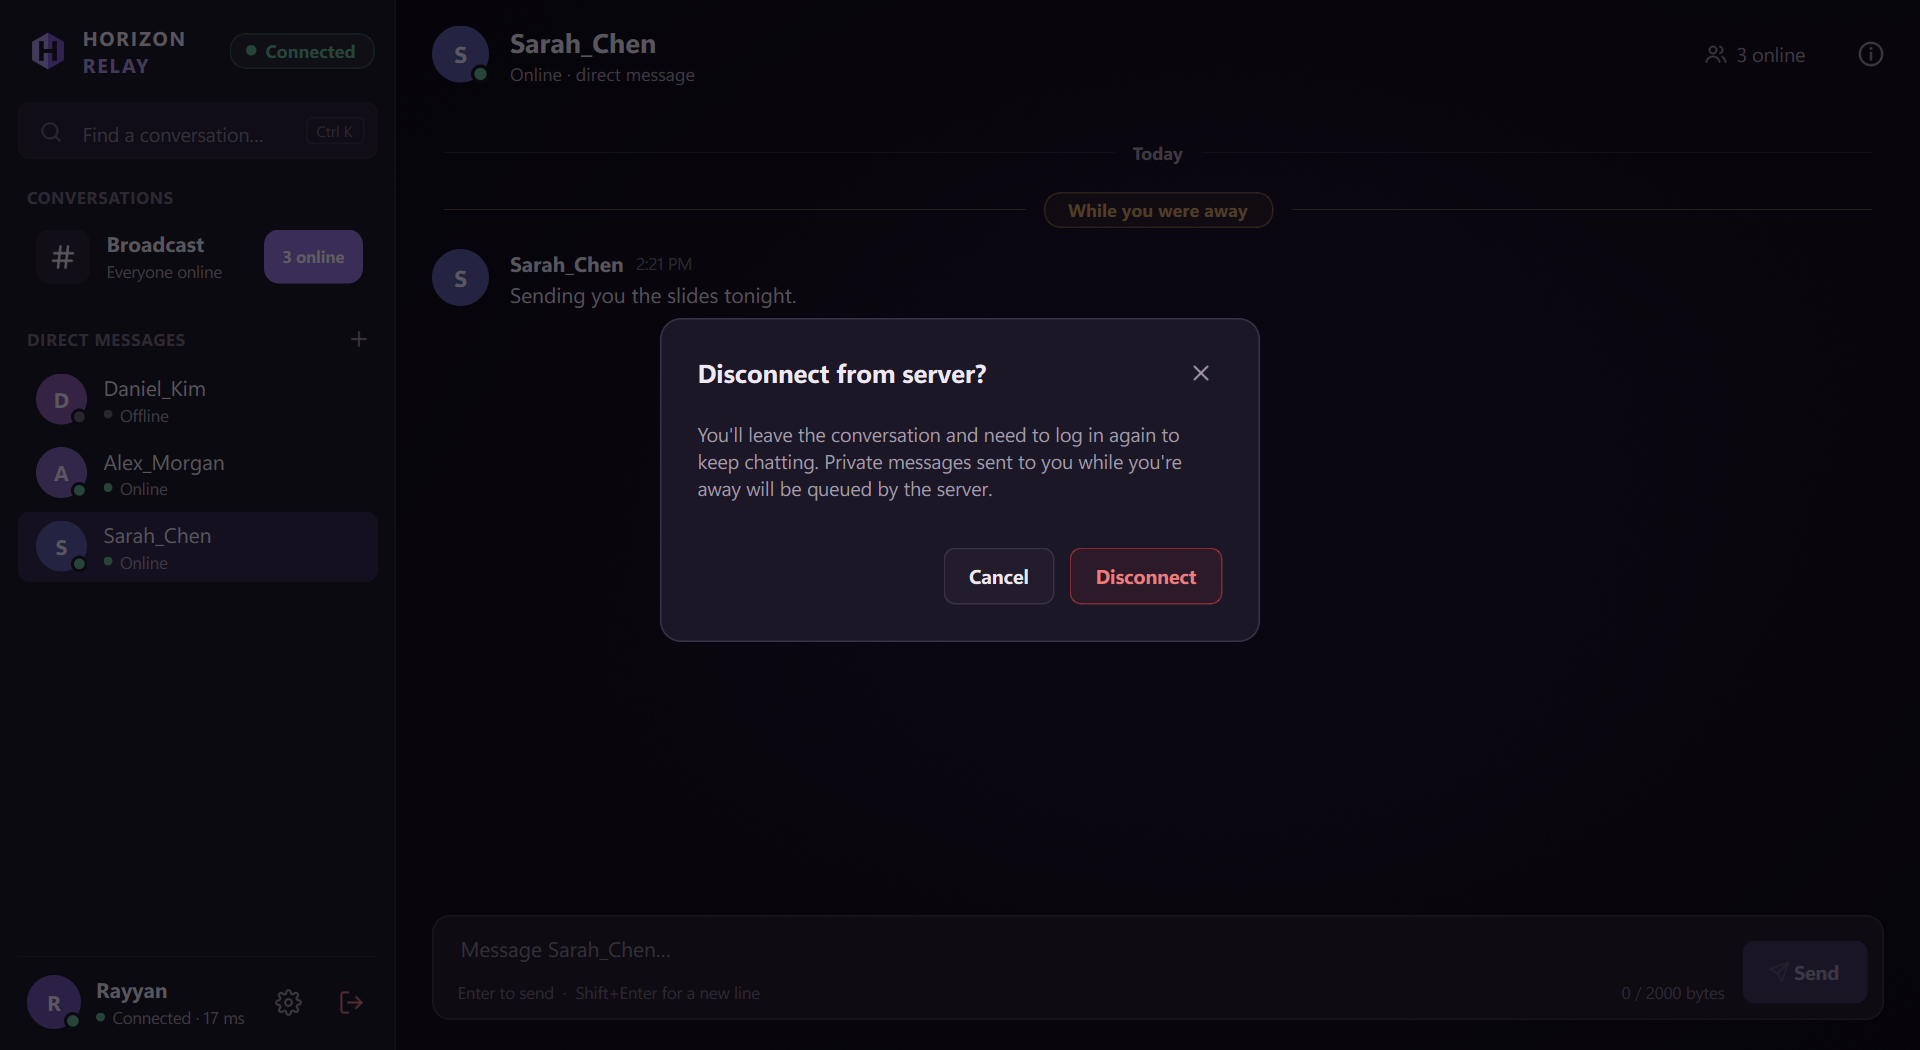 HORIZON
RELAY
Connected
Find a conversation...
Ctrl K
CONVERSATIONS
#
Broadcast
Everyone online
3 online
DIRECT MESSAGES
D
Daniel_Kim
Offline
A
Alex_Morgan
Online
S
Sarah_Chen
Online
R
Rayyan
Connected · 17 ms
S
Sarah_Chen
Online · direct message
3 online
Today
While you were away
S
Sarah_Chen 2:21 PM
Sending you the slides tonight.
Disconnect from server?
You'll leave the conversation and need to log in again to
keep chatting. Private messages sent to you while you're
away will be queued by the server.
Cancel
Disconnect
Message Sarah_Chen...
Enter to send · Shift+Enter for a new line
0 / 2000 bytes
Send